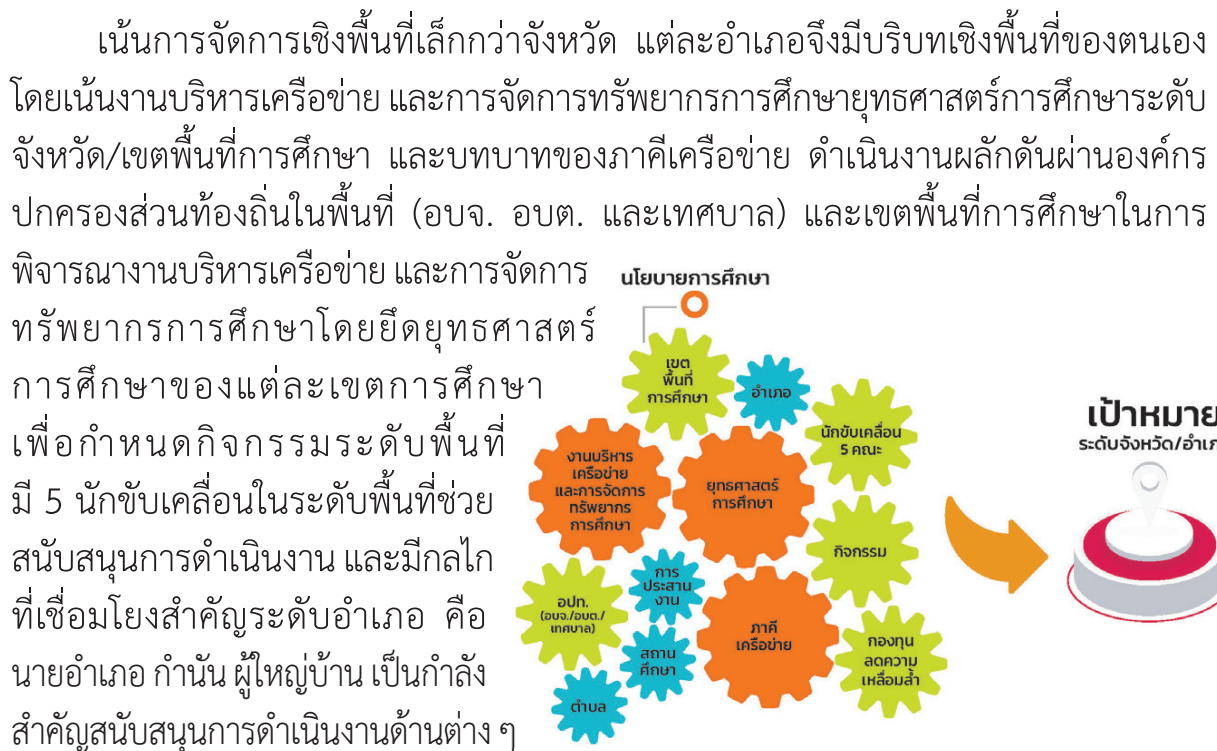 เน้นการจัดการเชิงพื้นที่เล็กกว่าจังหวัด แต่ละอำเภอจึงมีบริบทเชิงพื้นที่ของตนเอง
โดยเน้นงานบริหารเครือข่าย และการจัดการทรัพยากรการศึกษายุทธศาสตร์การศึกษาระดับ
จังหวัด/เขตพื้นที่การศึกษา และบทบาทของภาคีเครือข่าย ดำเนินงานผลักดันผ่านองค์กร
ปกครองส่วนท้องถิ่นในพื้นที่ (อบจ. อบต. และเทศบาล) และเขตพื้นที่การศึกษาในการ
พิจารณางานบริหารเครือข่าย และการจัดการ
ทรัพยากรการศึกษาโดยยึดยุทธศาสตร์
การศึกษาของแต่ละเขตการศึกษา
เพื่อกำหนดกิจกรรมระดับพื้นที่
มี 5 นักขับเคลื่อนในระดับพื้นที่ช่วย
สนับสนุนการดำเนินงาน และมีกลไก
ที่เชื่อมโยงสำคัญระดับอำเภอ คือ
นายอำเภอ กำนัน ผู้ใหญ่บ้าน เป็นกำลัง
สำคัญสนับสนุนการดำเนินงานด้านต่าง ๆ
นโยบายการศึกษา
เขต
พื้นที่
การศึกษา
อำเภอ
นักขับเคลื่อน
5 คณะ
งานบริหาร
เครือข่าย
และการจัดการ
ทรัพยากร
การศึกษา
ยุทธศาสตร์
การศึกษา
กิจกรรม
การ
ประสาน
งาน
อปท.
(อบจ./อบต./
เทศบาล)
ภาคี
เครือข่าย
สถาน
ศึกษา
กองทุน
ลดความ
เหลื่อมล้ำ
ตำบล
เป้าหมาย
ระดับจังหวัด/อำเภ